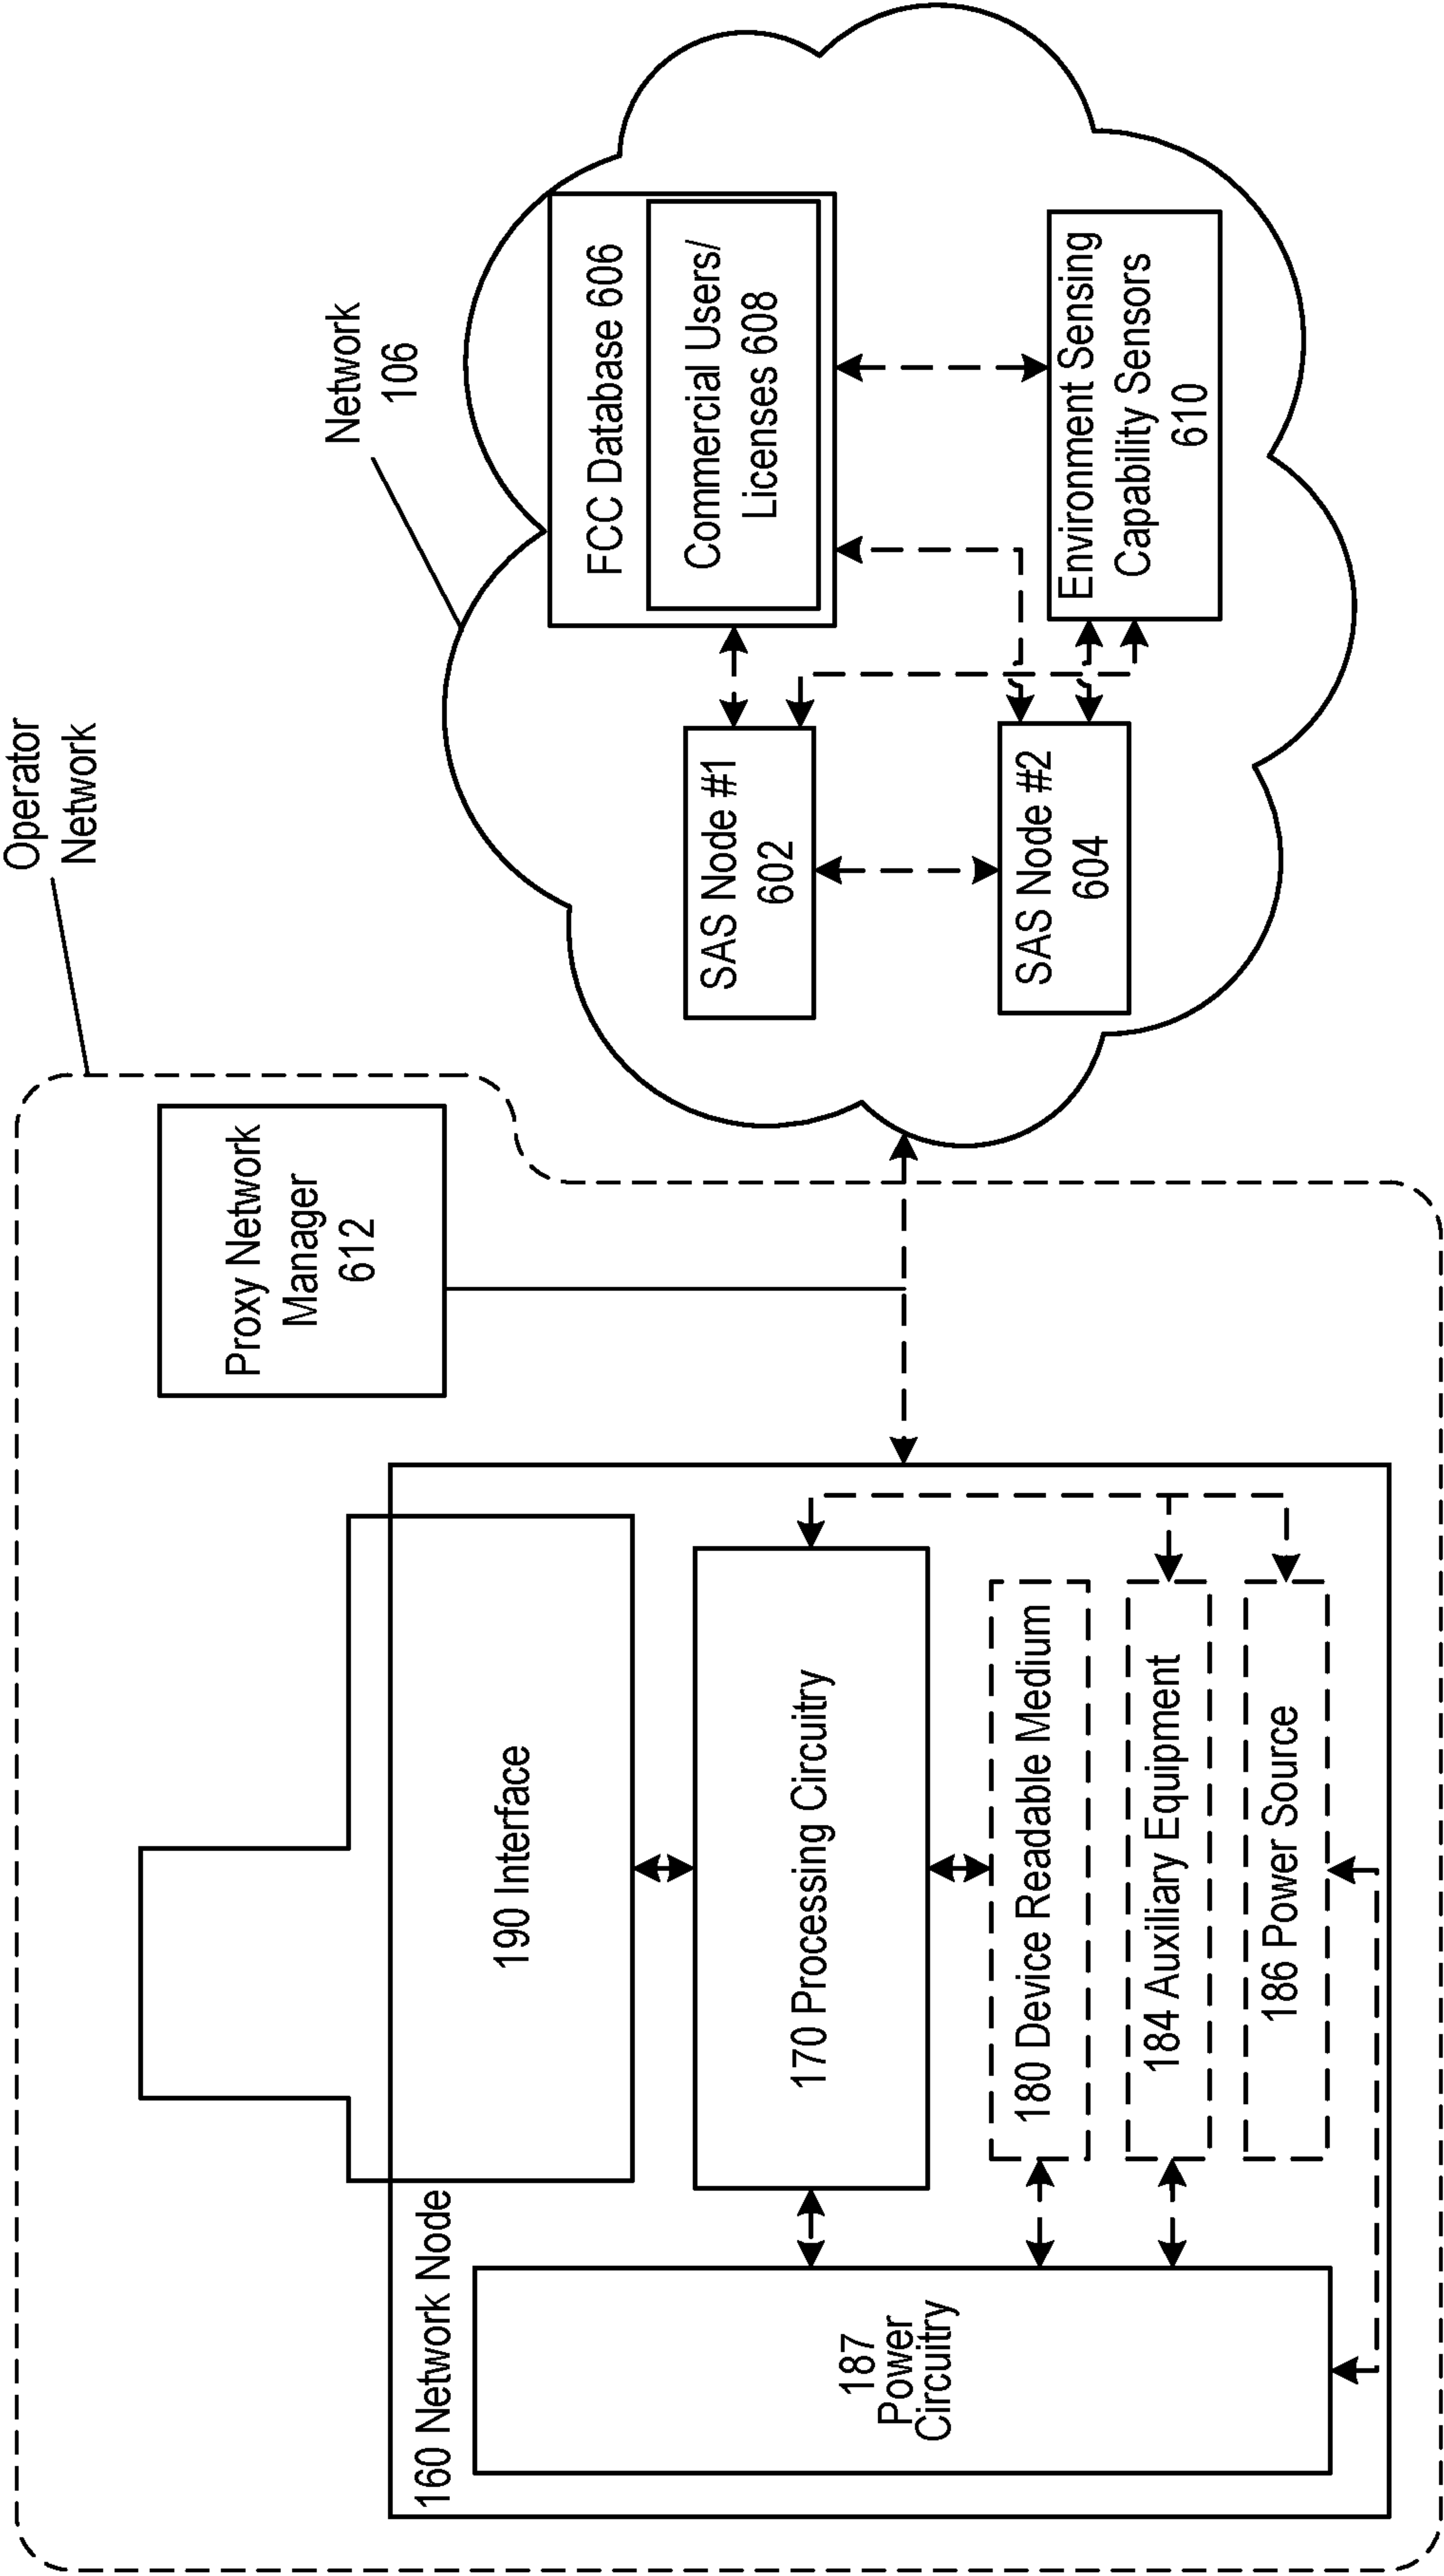 Operator
Network
Network
106
160 Network Node
190 Interface
170 Processing Circuitry
180 Device Readable Medium
184 Auxiliary Equipment
186 Power Source
187
Power
Circuitry
Proxy Network
Manager
612
FCC Database 606
Commercial Users/
Licenses 608
SAS Node #1
602
SAS Node #2
604
Environment Sensing
Capability Sensors
610